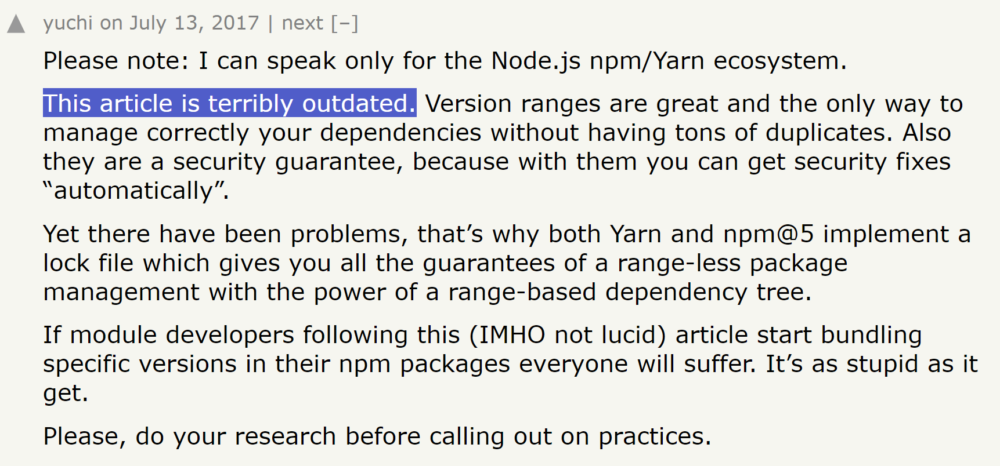 yuchi on July 13, 2017 | next [–]
Please note: I can speak only for the Node.js npm/Yarn ecosystem.
This article is terribly outdated. Version ranges are great and the only way to
manage correctly your dependencies without having tons of duplicates. Also
they are a security guarantee, because with them you can get security fixes
“automatically”.
Yet there have been problems, that’s why both Yarn and npm@5 implement a
lock file which gives you all the guarantees of a range-less package
management with the power of a range-based dependency tree.
If module developers following this (IMHO not lucid) article start bundling
specific versions in their npm packages everyone will suffer. It’s as stupid as it
get.
Please, do your research before calling out on practices.